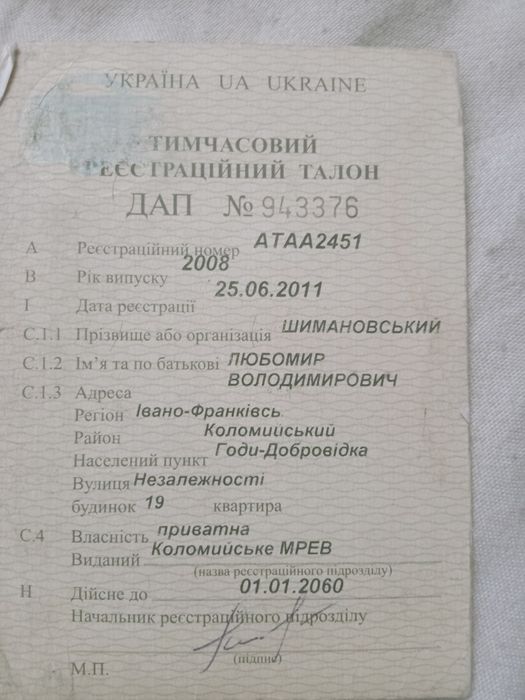 УКРАЇНА UA UKRAINE
ТИМЧАСОВИЙ
РЕЄСТРАЦІЙНИЙ ТАЛОН
ДАП № 943376
A Реєстраційний номер АТАА2451
B Рік випуску 2008
I Дата реєстрації 25.06.2011
C.1.1 Прізвище або організація ШИМАНОВСЬКИЙ
C.1.2 Ім'я та по батькові ЛЮБОМИР
ВОЛОДИМИРОВИЧ
C.1.3 Адреса
Регіон Івано-Франківсь
Район Коломийський
Населений пункт Годи-Добровідка
Вулиця Незалежності
будинок 19 квартира
C.4 Власність приватна
Виданий Коломийське МРЕВ
(назва реєстраційного підрозділу)
H Дійсне до 01.01.2060
Начальник реєстраційного підрозділу
(підпис)
М.П.